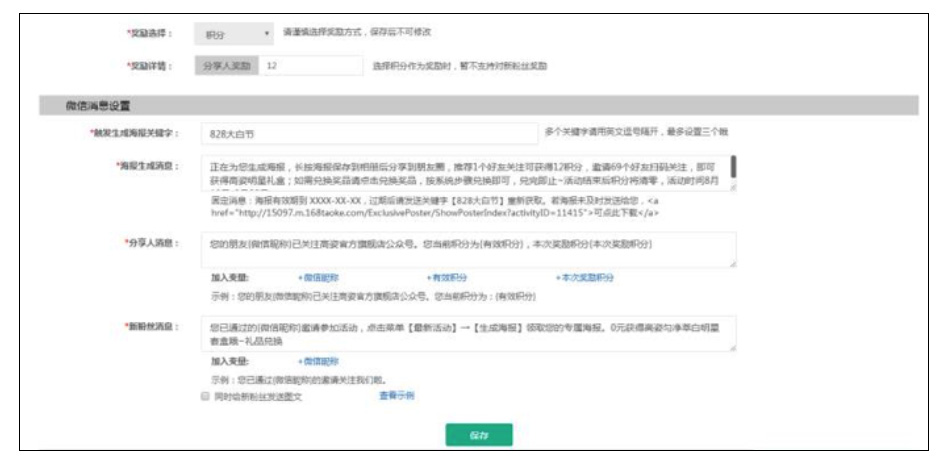 *奖励选择： 积分 请谨慎选择奖励方式，保存后不可修改
*奖励详情： 分享人奖励 12 选择积分作为奖励时，暂不支持对新粉丝奖励
微信消息设置
*触发生成海报关键字： 828大白节 多个关键字请用英文逗号隔开，最多设置三个哦
*海报生成消息： 正在为您生成海报，长按海报保存到相册后分享到朋友圈，推荐1个好友关注可获得12积分，邀请69个好友扫码关注，即可
获得高姿明星礼盒；如需兑换奖品请点击兑换奖品，按系统步骤兑换即可，兑完即止~活动结束后积分将清零，活动时间8月
固定消息：海报有效期到 XXXX-XX-XX，过期后请发送关键字【828大白节】重新获取。若海报未及时发送给您，<a
href="http://15097.m.168taoke.com/ExclusivePoster/ShowPosterIndex?activityID=11415">可点此下载</a>
*分享人消息： 您的朋友{微信昵称}已关注高姿官方旗舰店公众号。您当前积分为{有效积分}，本次奖励积分{本次奖励积分}
加入变量: +微信昵称 +有效积分 +本次奖励积分
示例：您的朋友{微信昵称}已关注高姿官方旗舰店公众号。您当前积分为：{有效积分}
*新粉丝消息： 您已通过的{微信昵称}邀请参加活动，点击菜单【最新活动】→【生成海报】领取您的专属海报。0元获得高姿匀净萃白明星
套盒哦~礼品兑换
加入变量: +微信昵称
示例：您已通过{微信昵称}的邀请关注我们啦。
同时给新粉丝发送图文 查看示例
保存